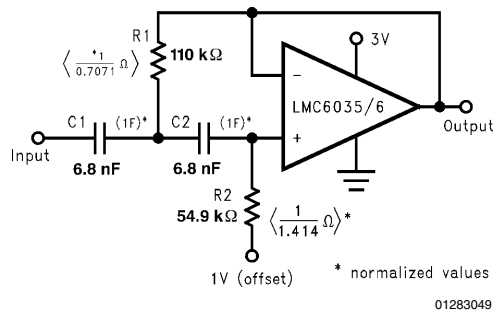 R1
110 kΩ
⟨ *1 / 0.7071 Ω ⟩
3V
LMC6035/6
−
+
Output
C1
(1F)*
C2
(1F)*
Input
6.8 nF
6.8 nF
R2
54.9 kΩ
⟨ 1 / 1.414 Ω ⟩*
1V (offset)
* normalized values
01283049